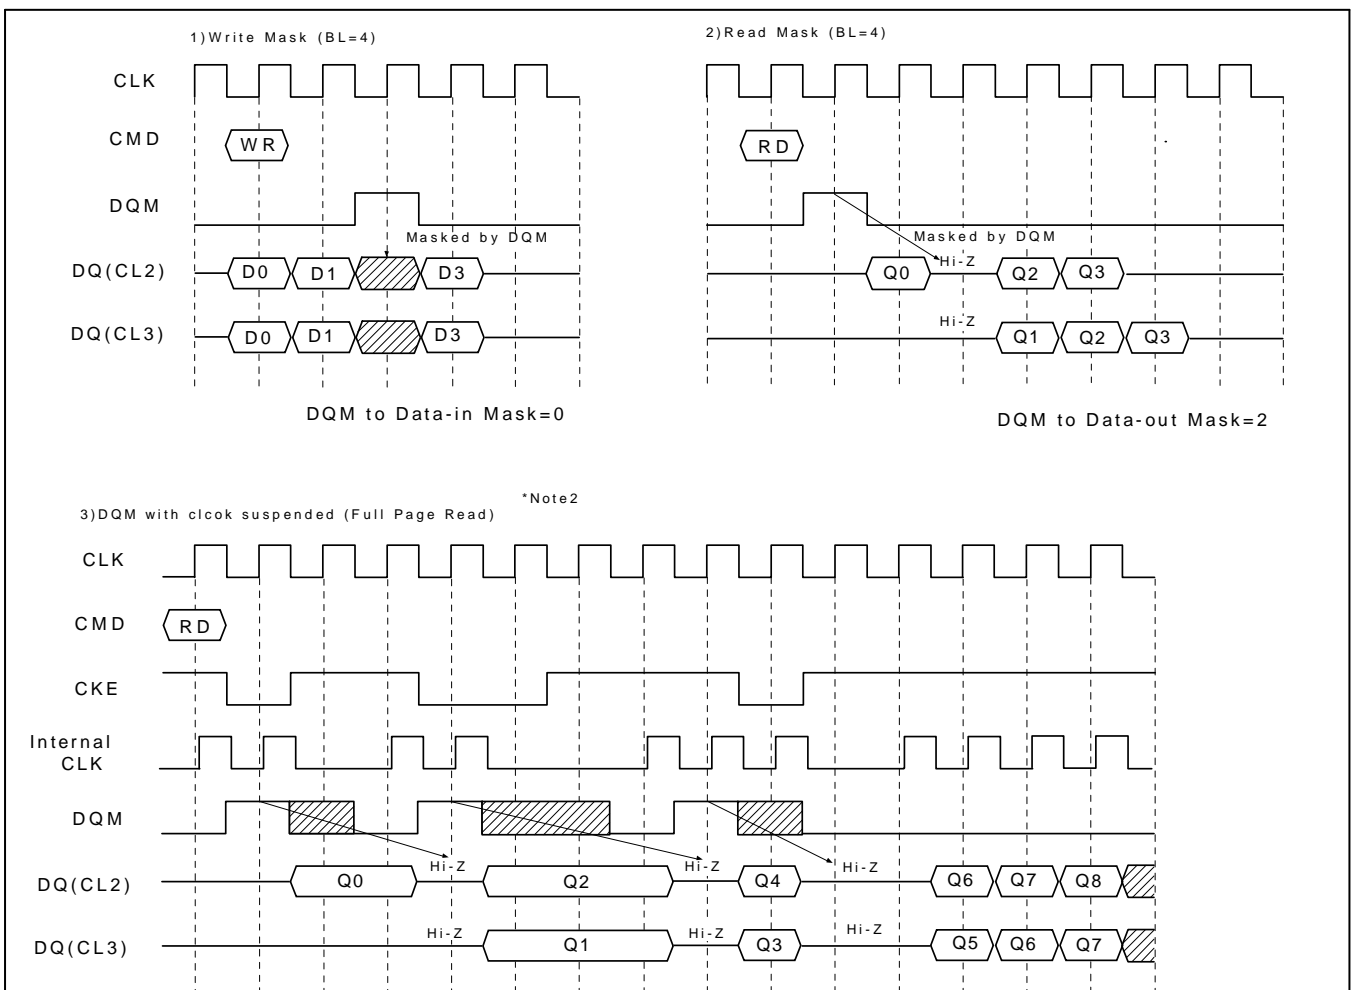 1)Write Mask (BL=4)
2)Read Mask (BL=4)
CLK
CMD
WR
RD
DQM
Masked by DQM
Masked by DQM
DQ(CL2)
D0 D1 D3
Q0 Hi-Z Q2 Q3
DQ(CL3)
D0 D1 D3
Hi-Z Q1 Q2 Q3
DQM to Data-in Mask=0
DQM to Data-out Mask=2
*Note2
3)DQM with clcok suspended (Full Page Read)
CLK
CMD
RD
CKE
Internal
CLK
DQM
DQ(CL2)
Q0 Hi-Z Q2 Hi-Z Q4 Hi-Z Q6 Q7 Q8
DQ(CL3)
Hi-Z Q1 Hi-Z Q3 Hi-Z Q5 Q6 Q7